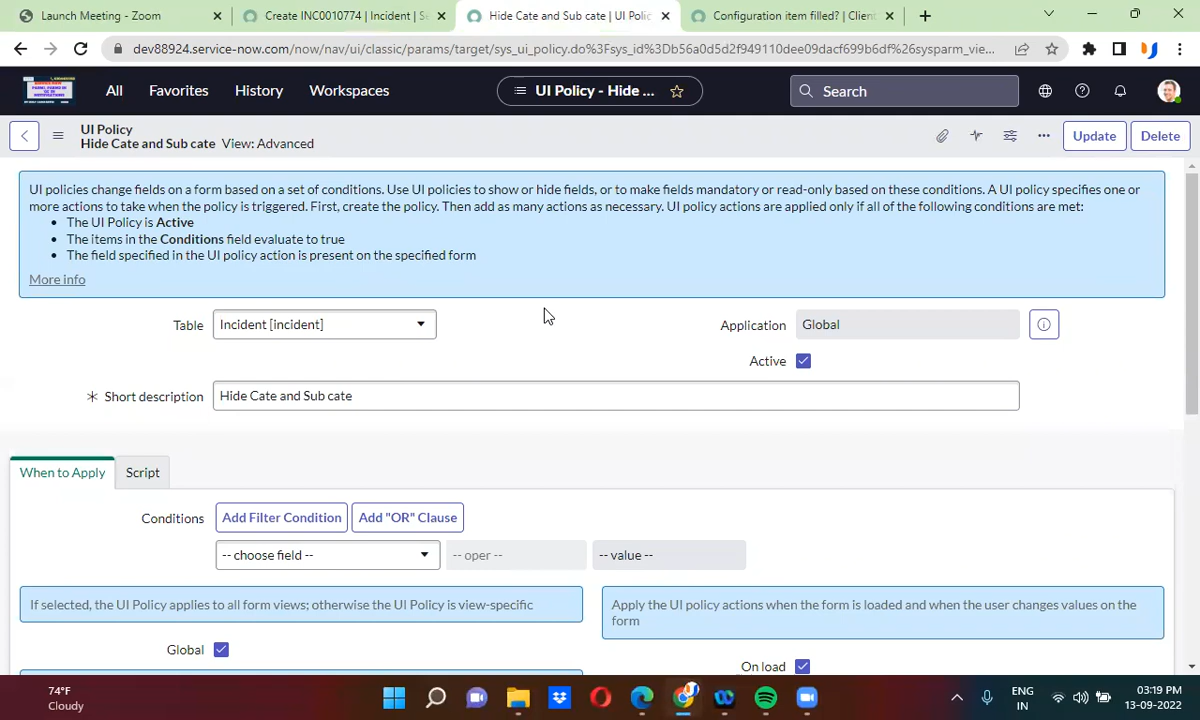 Launch Meeting - Zoom
Create INC0010774 | Incident | Se
Hide Cate and Sub cate | UI Polic
Configuration item filled? | Client
dev88924.service-now.com/now/nav/ui/classic/params/target/sys_ui_policy.do%3Fsys_id%3Db56a0d5d2f949110dee09dacf699b6df%26sysparm_vie...
All Favorites History Workspaces
UI Policy - Hide ...
Search
UI Policy
Hide Cate and Sub cate View: Advanced
Update Delete
UI policies change fields on a form based on a set of conditions. Use UI policies to show or hide fields, or to make fields mandatory or read-only based on these conditions. A UI policy specifies one or
more actions to take when the policy is triggered. First, create the policy. Then add as many actions as necessary. UI policy actions are applied only if all of the following conditions are met:
• The UI Policy is Active
• The items in the Conditions field evaluate to true
• The field specified in the UI policy action is present on the specified form
More info
Table Incident [incident]
Application Global
Active
* Short description Hide Cate and Sub cate
When to Apply Script
Conditions Add Filter Condition Add "OR" Clause
-- choose field -- -- oper -- -- value --
If selected, the UI Policy applies to all form views; otherwise the UI Policy is view-specific
Apply the UI policy actions when the form is loaded and when the user changes values on the
form
Global
On load
74°F
Cloudy
ENG
IN
03:19 PM
13-09-2022